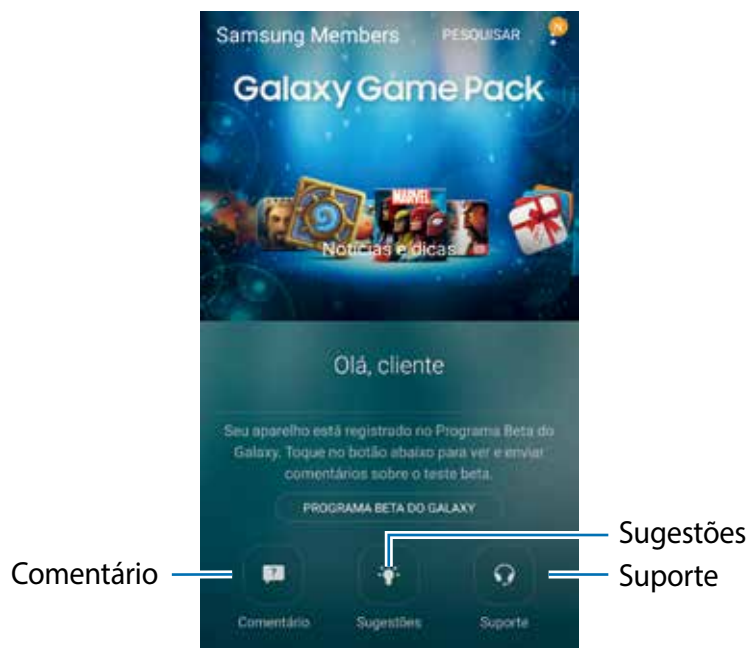 Samsung Members PESQUISAR N
Galaxy Game Pack
MARVEL
Notícias e dicas
Olá, cliente
Seu aparelho está registrado no Programa Beta do
Galaxy. Toque no botão abaixo para ver e enviar
comentários sobre o teste beta.
PROGRAMA BETA DO GALAXY
Sugestões
Comentário
?
Suporte
Comentário Sugestões Suporte